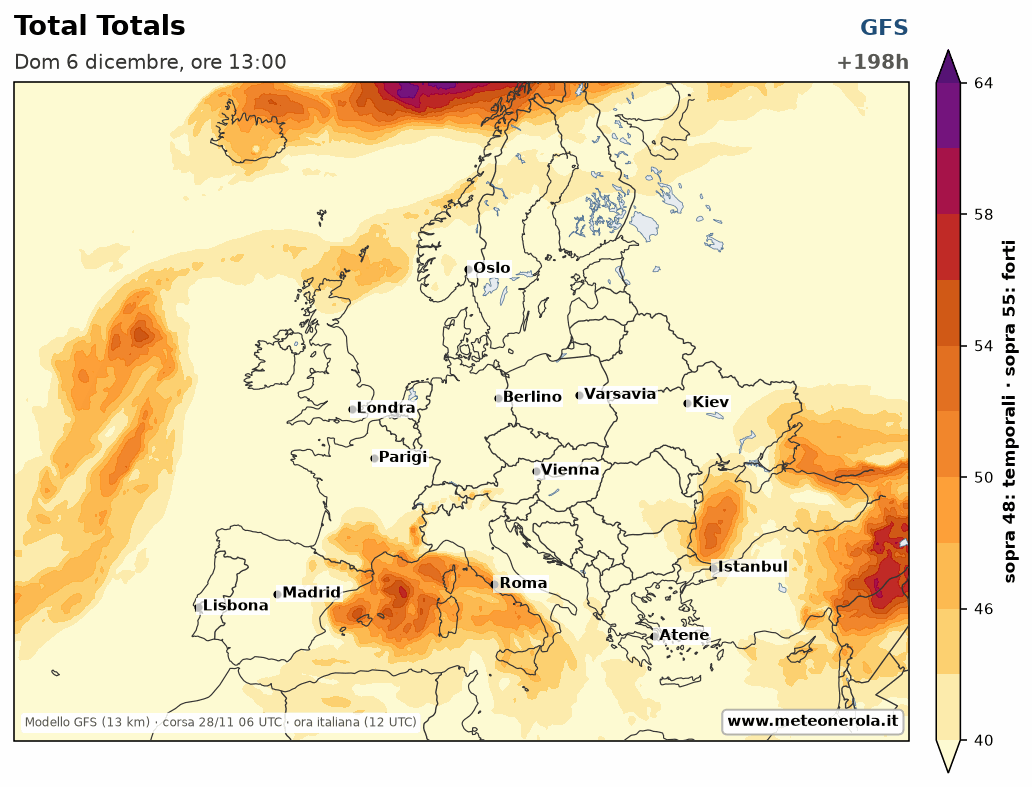 Total Totals
GFS
Dom 6 dicembre, ore 13:00
+198h
64
58
54
50
46
40
sopra 48: temporali · sopra 55: forti
Oslo
Berlino
Varsavia
Kiev
Londra
Parigi
Vienna
Istanbul
Roma
Madrid
Lisbona
Atene
Modello GFS (13 km) · corsa 28/11 06 UTC · ora italiana (12 UTC)
www.meteonerola.it